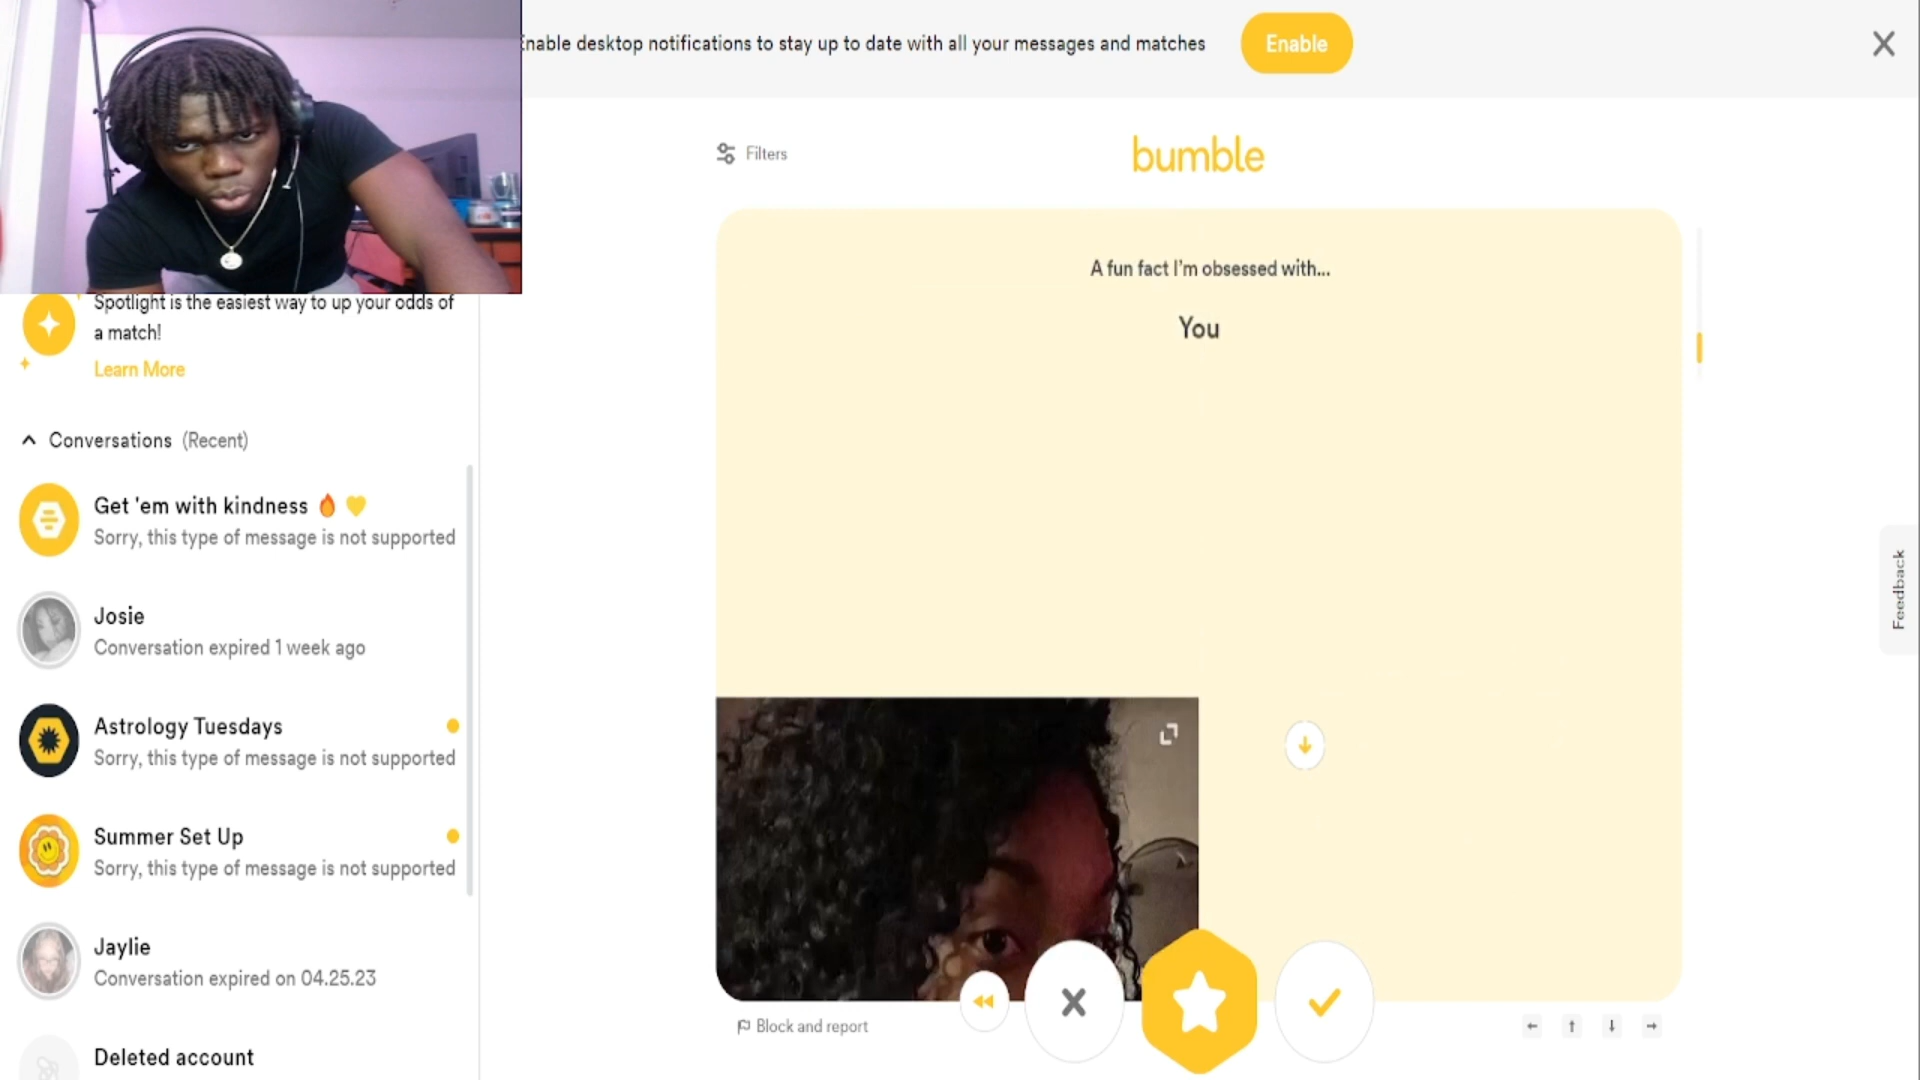 Enable desktop notifications to stay up to date with all your messages and matches
Enable
Filters
bumble
A fun fact I'm obsessed with...
You
Spotlight is the easiest way to up your odds of
a match!
Learn More
Conversations (Recent)
Get 'em with kindness 🔥 💛
Sorry, this type of message is not supported
Josie
Conversation expired 1 week ago
Astrology Tuesdays
Sorry, this type of message is not supported
Summer Set Up
Sorry, this type of message is not supported
Jaylie
Conversation expired on 04.25.23
Deleted account
Block and report
Feedback